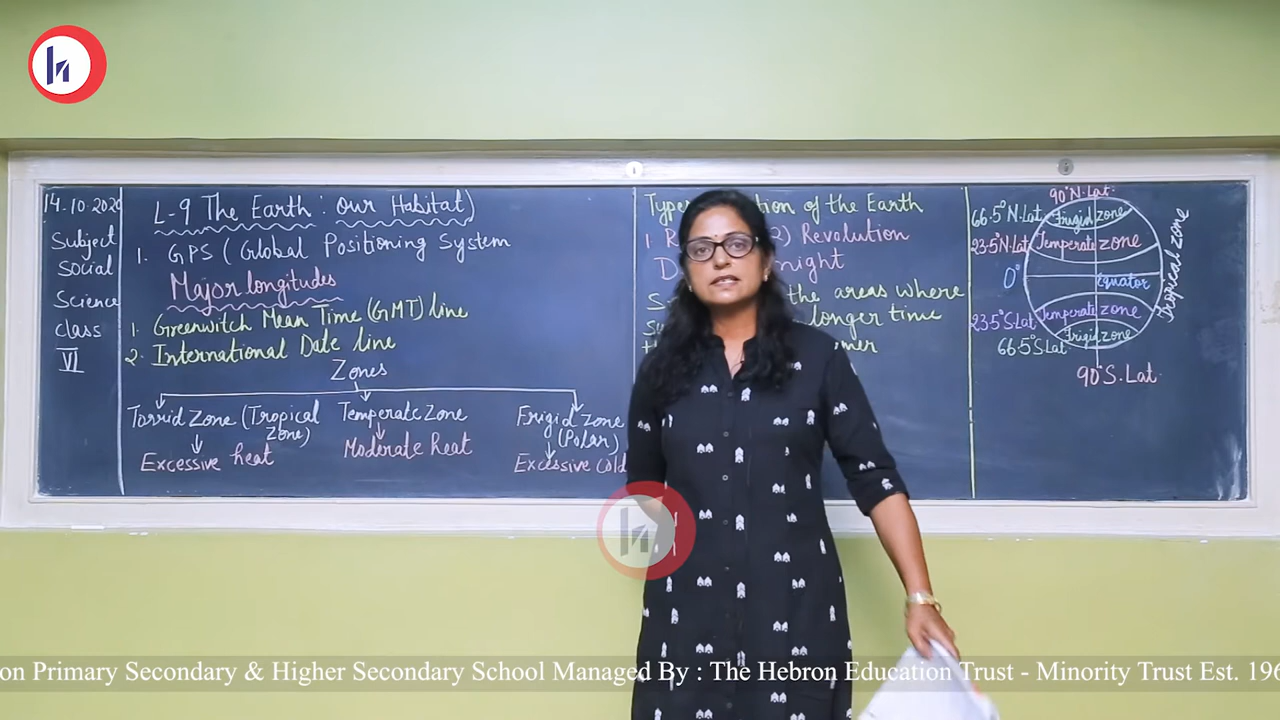 14-10-2020
Subject
Social
Science
class
VI
L-9 The Earth : our Habitat)
1. GPS ( Global Positioning System
Major longitudes
1. Greenwitch Mean Time (GMT) line
2. International Date line
Zones
Torrid Zone (Tropical Zone)
Excessive heat
Temperate Zone
Moderate heat
Frigid Zone (Polar)
Excessive cold
of the Earth
1. Revolution
night
the areas where
longer time
90°N.Lat.
66.5°N.Lat
Frigid zone
23.5°N.Lat
Temperate zone
0°
Equator
Tropical zone
23.5°S.Lat
Temperate zone
66.5°S.Lat
Frigid zone
90°S.Lat.
on Primary Secondary & Higher Secondary School Managed By : The Hebron Education Trust - Minority Trust Est. 196